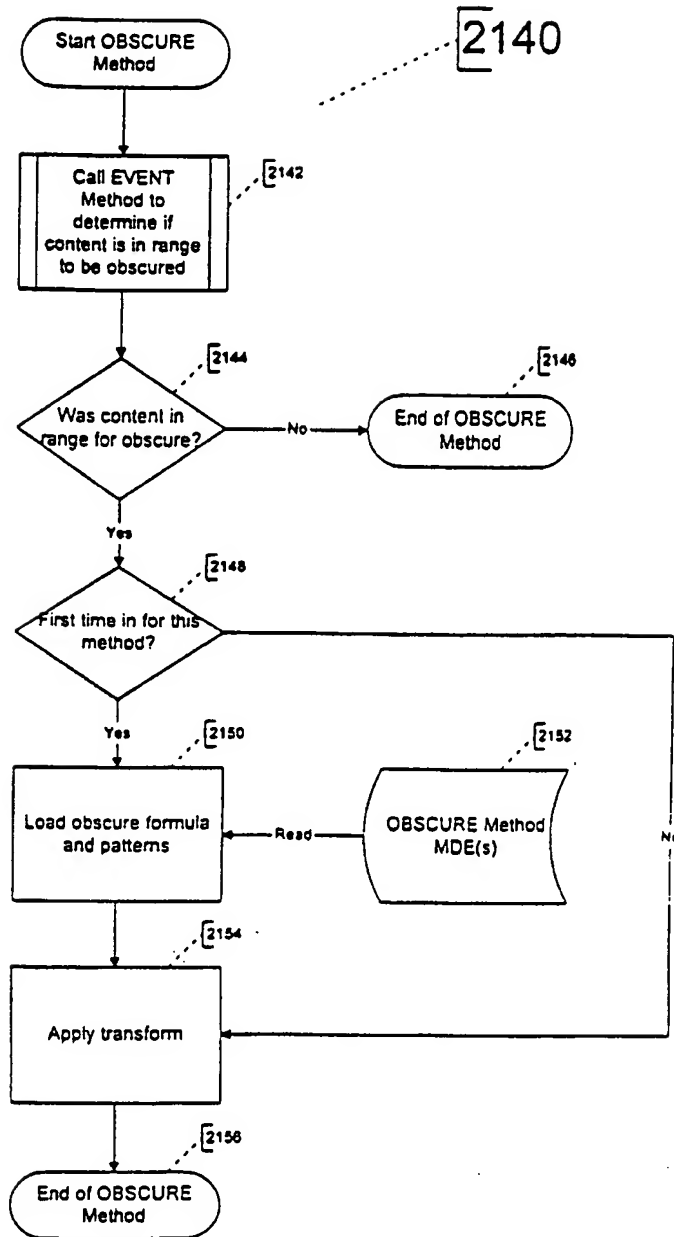 2140
Start OBSCURE
Method
2142
Call EVENT
Method to
determine if
content is in range
to be obscured
2144
Was content in
range for obscure?
No
2146
End of OBSCURE
Method
Yes
2148
First time in for this
method?
No
Yes
2150
Load obscure formula
and patterns
Read
2152
OBSCURE Method
MDE(s)
2154
Apply transform
2156
End of OBSCURE
Method